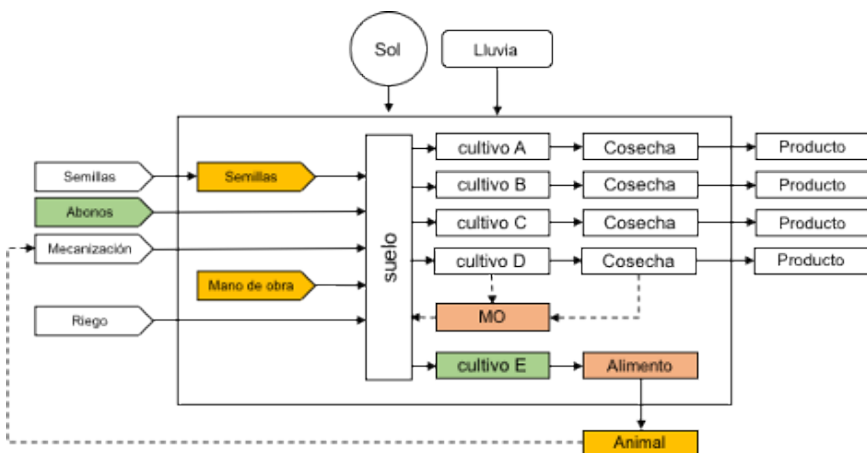 Sol
Lluvia
cultivo A
Cosecha
Producto
Semillas
Semillas
cultivo B
Cosecha
Producto
Abonos
cultivo C
Cosecha
Producto
Mecanización
suelo
cultivo D
Cosecha
Producto
Mano de obra
Riego
MO
cultivo E
Alimento
Animal